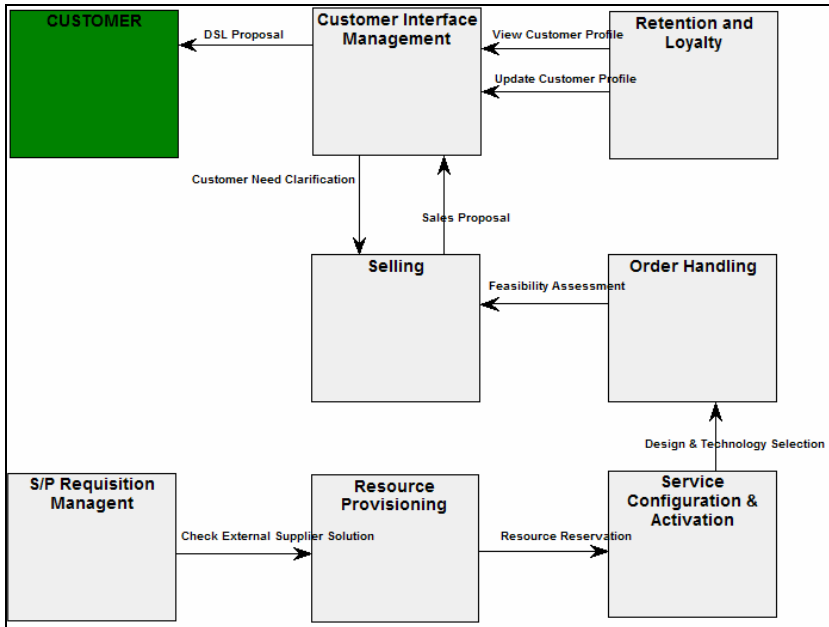 CUSTOMER
DSL Proposal
Customer Interface
Management
View Customer Profile
Update Customer Profile
Retention and
Loyalty
Customer Need Clarification
Sales Proposal
Selling
Feasibility Assessment
Order Handling
Design & Technology Selection
S/P Requisition
Managent
Check External Supplier Solution
Resource
Provisioning
Resource Reservation
Service
Configuration &
Activation